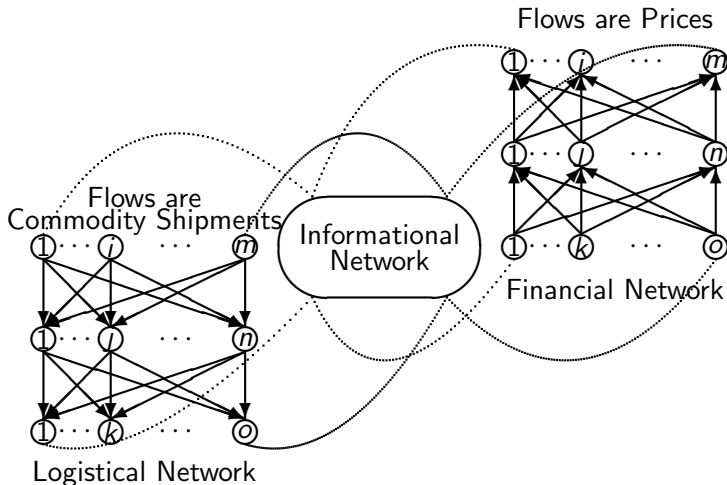 Flows are Prices
1 ··· i ··· m
1 ··· j ··· n
1 ··· k ··· o
Financial Network
Informational
Network
Flows are
Commodity Shipments
1 ··· i ··· m
1 ··· j ··· n
1 ··· k ··· o
Logistical Network